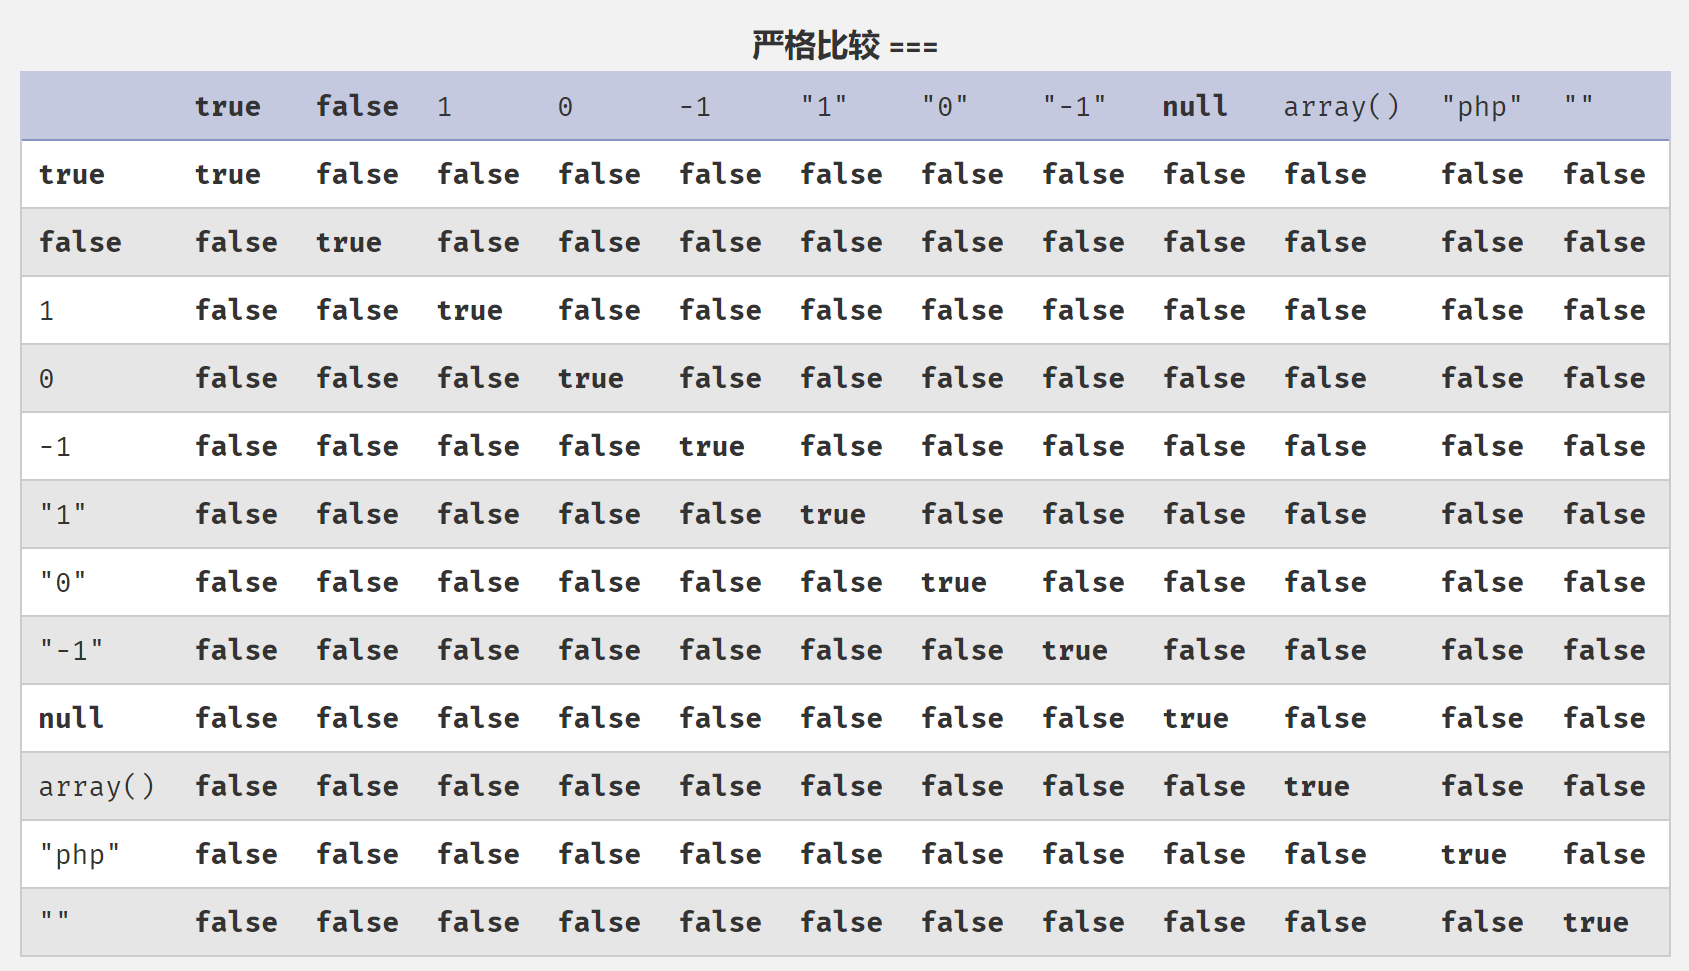 严格比较 ===
true false 1 0 -1 "1" "0" "-1" null array() "php" ""
true true false false false false false false false false false false false
false false true false false false false false false false false false false
1 false false true false false false false false false false false false
0 false false false true false false false false false false false false
-1 false false false false true false false false false false false false
"1" false false false false false true false false false false false false
"0" false false false false false false true false false false false false
"-1" false false false false false false false true false false false false
null false false false false false false false false true false false false
array() false false false false false false false false false true false false
"php" false false false false false false false false false false true false
"" false false false false false false false false false false false true